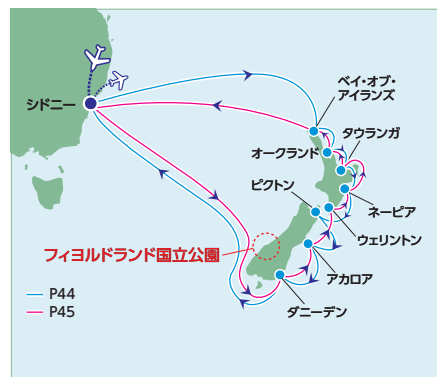 シドニー
ベイ・オブ・
アイランズ
オークランド
タウランガ
ピクトン
ネーピア
ウェリントン
フィヨルドランド国立公園
アカロア
ダニーデン
P44
P45